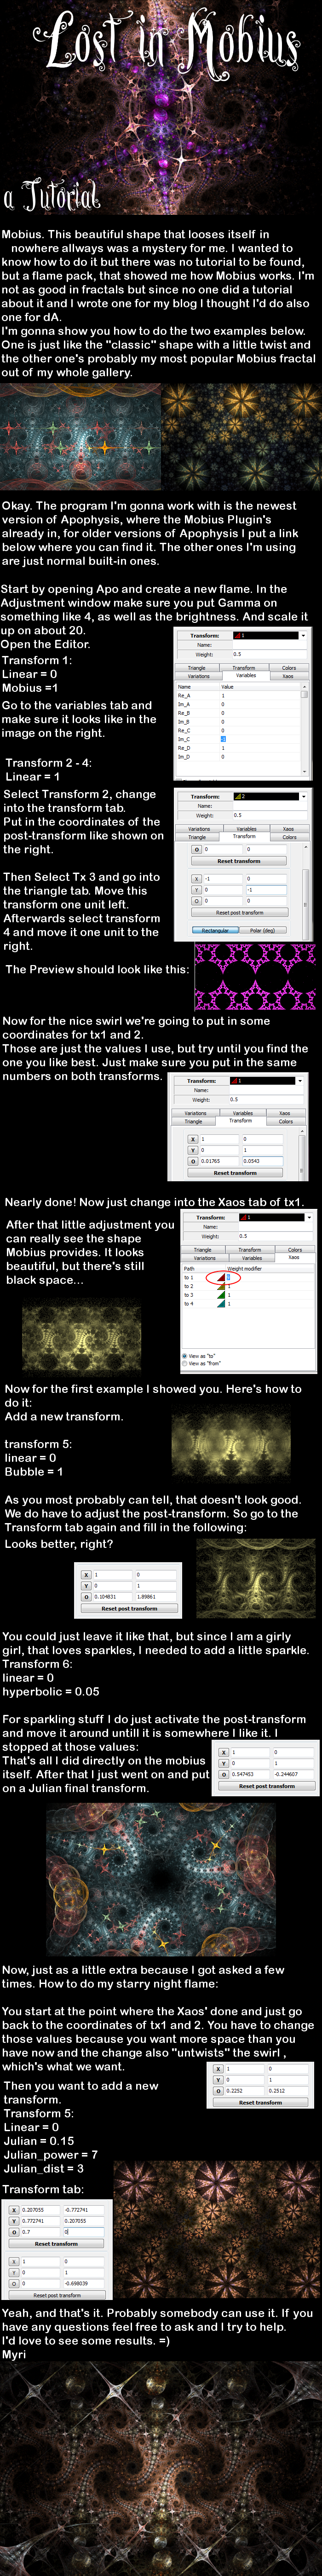 Lost in Mobius
a Tutorial
Mobius. This beautiful shape that looses itself in
nowhere allways was a mystery for me. I wanted to
know how to do it but there was no tutorial to be found,
but a flame pack, that showed me how Mobius works. I'm
not as good in fractals but since no one did a tutorial
about it and I wrote one for my blog I thought I'd do also
one for dA.
I'm gonna show you how to do the two examples below.
One is just like the "classic" shape with a little twist and
the other one's probably my most popular Mobius fractal
out of my whole gallery.
Okay. The program I'm gonna work with is the newest
version of Apophysis, where the Mobius Plugin's
already in, for older versions of Apophysis I put a link
below where you can find it. The other ones I'm using
are just normal built-in ones.
Start by opening Apo and create a new flame. In the
Adjustment window make sure you put Gamma on
something like 4, as well as the brightness. And scale it
up on about 20.
Open the Editor.
Transform 1:
Linear = 0
Mobius =1
Go to the variables tab and
make sure it looks like in the
image on the right.
Transform: 1
Name:
Weight: 0.5
Triangle Transform Colors
Variations Variables Xaos
Name Value
Re_A 1
Im_A 0
Re_B 0
Im_B 0
Re_C 0
Im_C
Re_D 1
Im_D 0
Transform 2 - 4:
Linear = 1
Select Transform 2, change
into the transform tab.
Put in the coordinates of the
post-transform like shown on
the right.
Transform: 2
Name:
Weight: 0.5
Variations Variables Xaos
Triangle Transform Colors
O 0 0
Reset transform
X -1 0
Y 0 -1
O 0 0
Reset post transform
Rectangular Polar (deg)
Then Select Tx 3 and go into
the triangle tab. Move this
transform one unit left.
Afterwards select transform
4 and move it one unit to the
right.
The Preview should look like this:
Now for the nice swirl we're going to put in some
coordinates for tx1 and 2.
Those are just the values I use, but try until you find the
one you like best. Just make sure you put in the same
numbers on both transforms.
Transform: 1
Name:
Weight: 0.5
Variations Variables Xaos
Triangle Transform Colors
X 1 0
Y 0 1
O 0.01765 0.0543
Reset transform
Nearly done! Now just change into the Xaos tab of tx1.
After that little adjustment you
can really see the shape
Mobius provides. It looks
beautiful, but there's still
black space...
Transform: 1
Name:
Weight: 0.5
Triangle Transform Colors
Variations Variables Xaos
Path Weight modifier
to 1
to 2 1
to 3 1
to 4 1
View as "to"
View as "from"
Now for the first example I showed you. Here's how to
do it:
Add a new transform.
transform 5:
linear = 0
Bubble = 1
As you most probably can tell, that doesn't look good.
We do have to adjust the post-transform. So go to the
Transform tab again and fill in the following:
Looks better, right?
X 1 0
Y 0 1
O 0.104831 1.89861
Reset post transform
You could just leave it like that, but since I am a girly
girl, that loves sparkles, I needed to add a little sparkle.
Transform 6:
linear = 0
hyperbolic = 0.05
For sparkling stuff I do just activate the post-transform
and move it around untill it is somewhere I like it. I
stopped at those values:
That's all I did directly on the mobius
itself. After that I just went on and put
on a Julian final transform.
X 1 0
Y 0 1
O 0.547453 -0.244607
Reset post transform
Now, just as a little extra because I got asked a few
times. How to do my starry night flame:
You start at the point where the Xaos' done and just go
back to the coordinates of tx1 and 2. You have to change
those values because you want more space than you
have now and the change also "untwists" the swirl ,
which's what we want.
X 1 0
Y 0 1
O 0.2252 0.2512
Reset transform
Then you want to add a new
transform.
Transform 5:
Linear = 0
Julian = 0.15
Julian_power = 7
Julian_dist = 3
Transform tab:
X 0.207055 -0.772741
Y 0.772741 0.207055
O 0.7 0
Reset transform
X 1 0
Y 0 1
O 0 -0.698039
Reset post transform
Yeah, and that's it. Probably somebody can use it. If you
have any questions feel free to ask and I try to help.
I'd love to see some results. =)
Myri